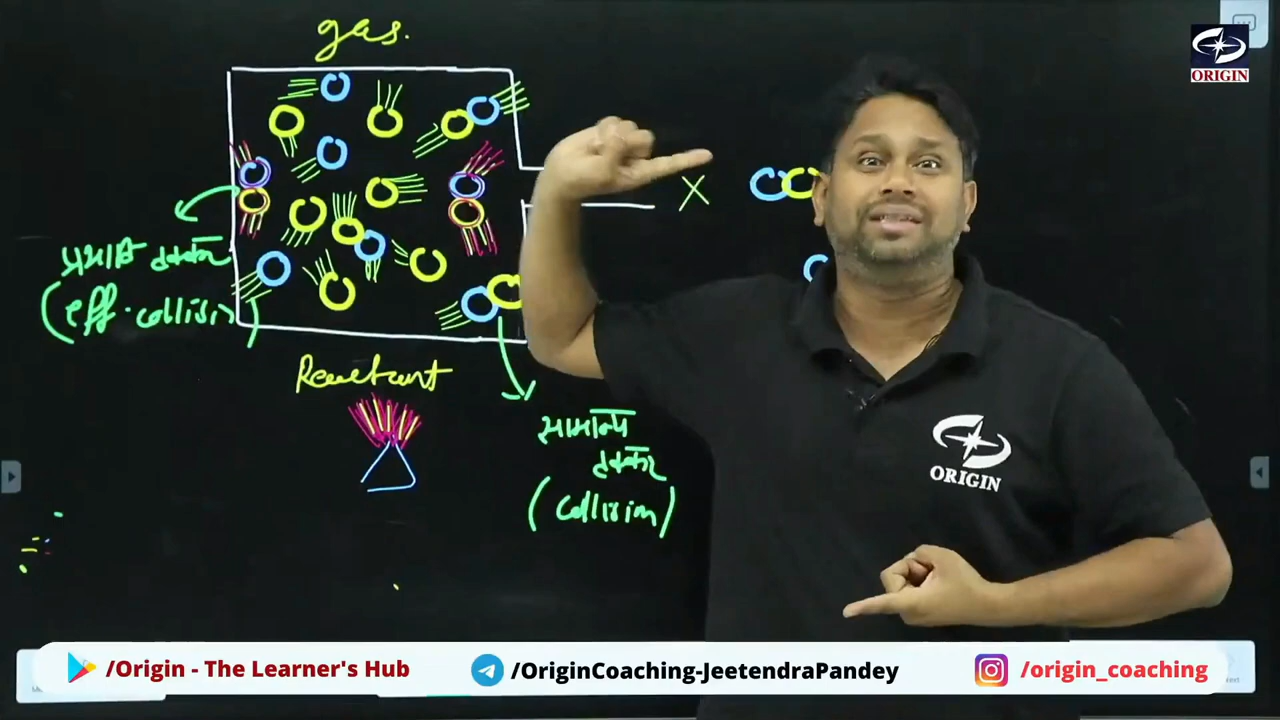 gas.
ORIGIN
X
प्रभावी टक्कर
(eff. collision)
Reactant
सामान्य
टक्कर
(collision)
ORIGIN
/Origin - The Learner's Hub
/OriginCoaching-JeetendraPandey
/origin_coaching